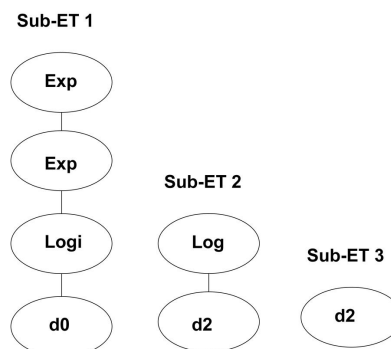 Sub-ET 1
Exp
Exp
Logi
d0
Sub-ET 2
Log
d2
Sub-ET 3
d2